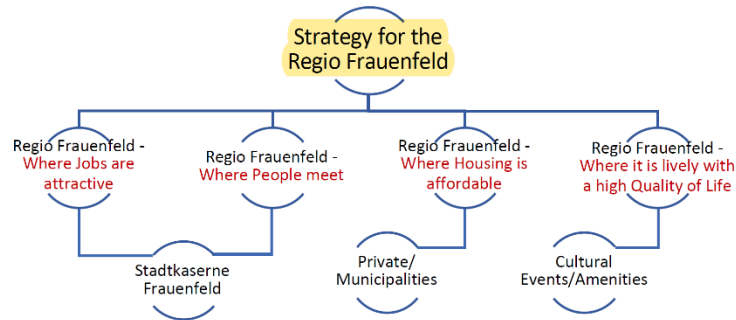 Strategy for the
Regio Frauenfeld
Regio Frauenfeld -
Where Jobs are
attractive
Regio Frauenfeld -
Where People meet
Regio Frauenfeld -
Where Housing is
affordable
Regio Frauenfeld -
Where it is lively with
a high Quality of Life
Stadtkaserne
Frauenfeld
Private/
Municipalities
Cultural
Events/Amenities